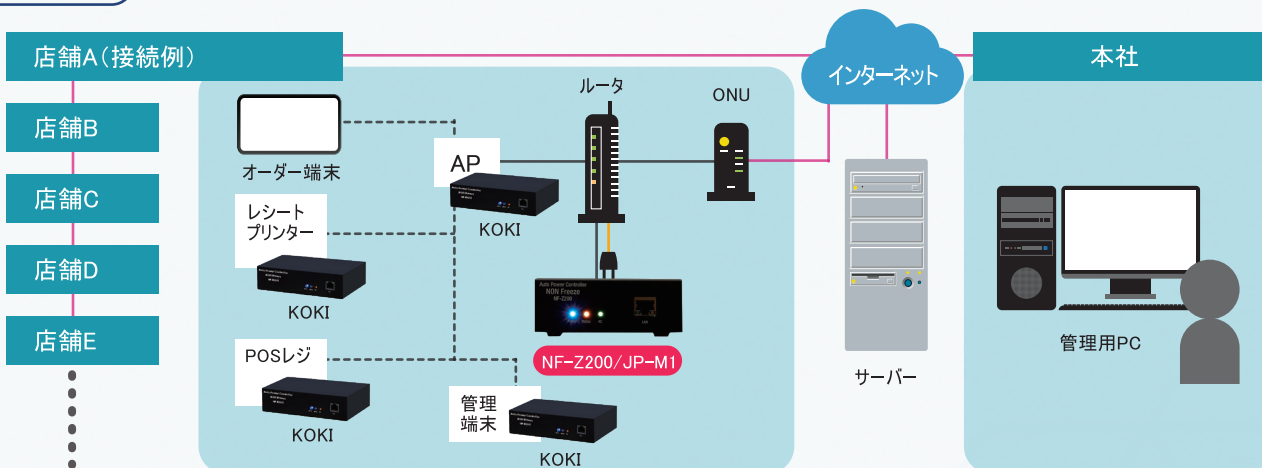 店舗A（接続例）
店舗B
店舗C
店舗D
店舗E
オーダー端末
レシート
プリンター
KOKI
POSレジ
KOKI
AP
KOKI
管理
端末
KOKI
ルータ
ONU
Auto Power Controller
NON Freeze
NF-Z200
NF-Z200/JP-M1
インターネット
サーバー
本社
管理用PC